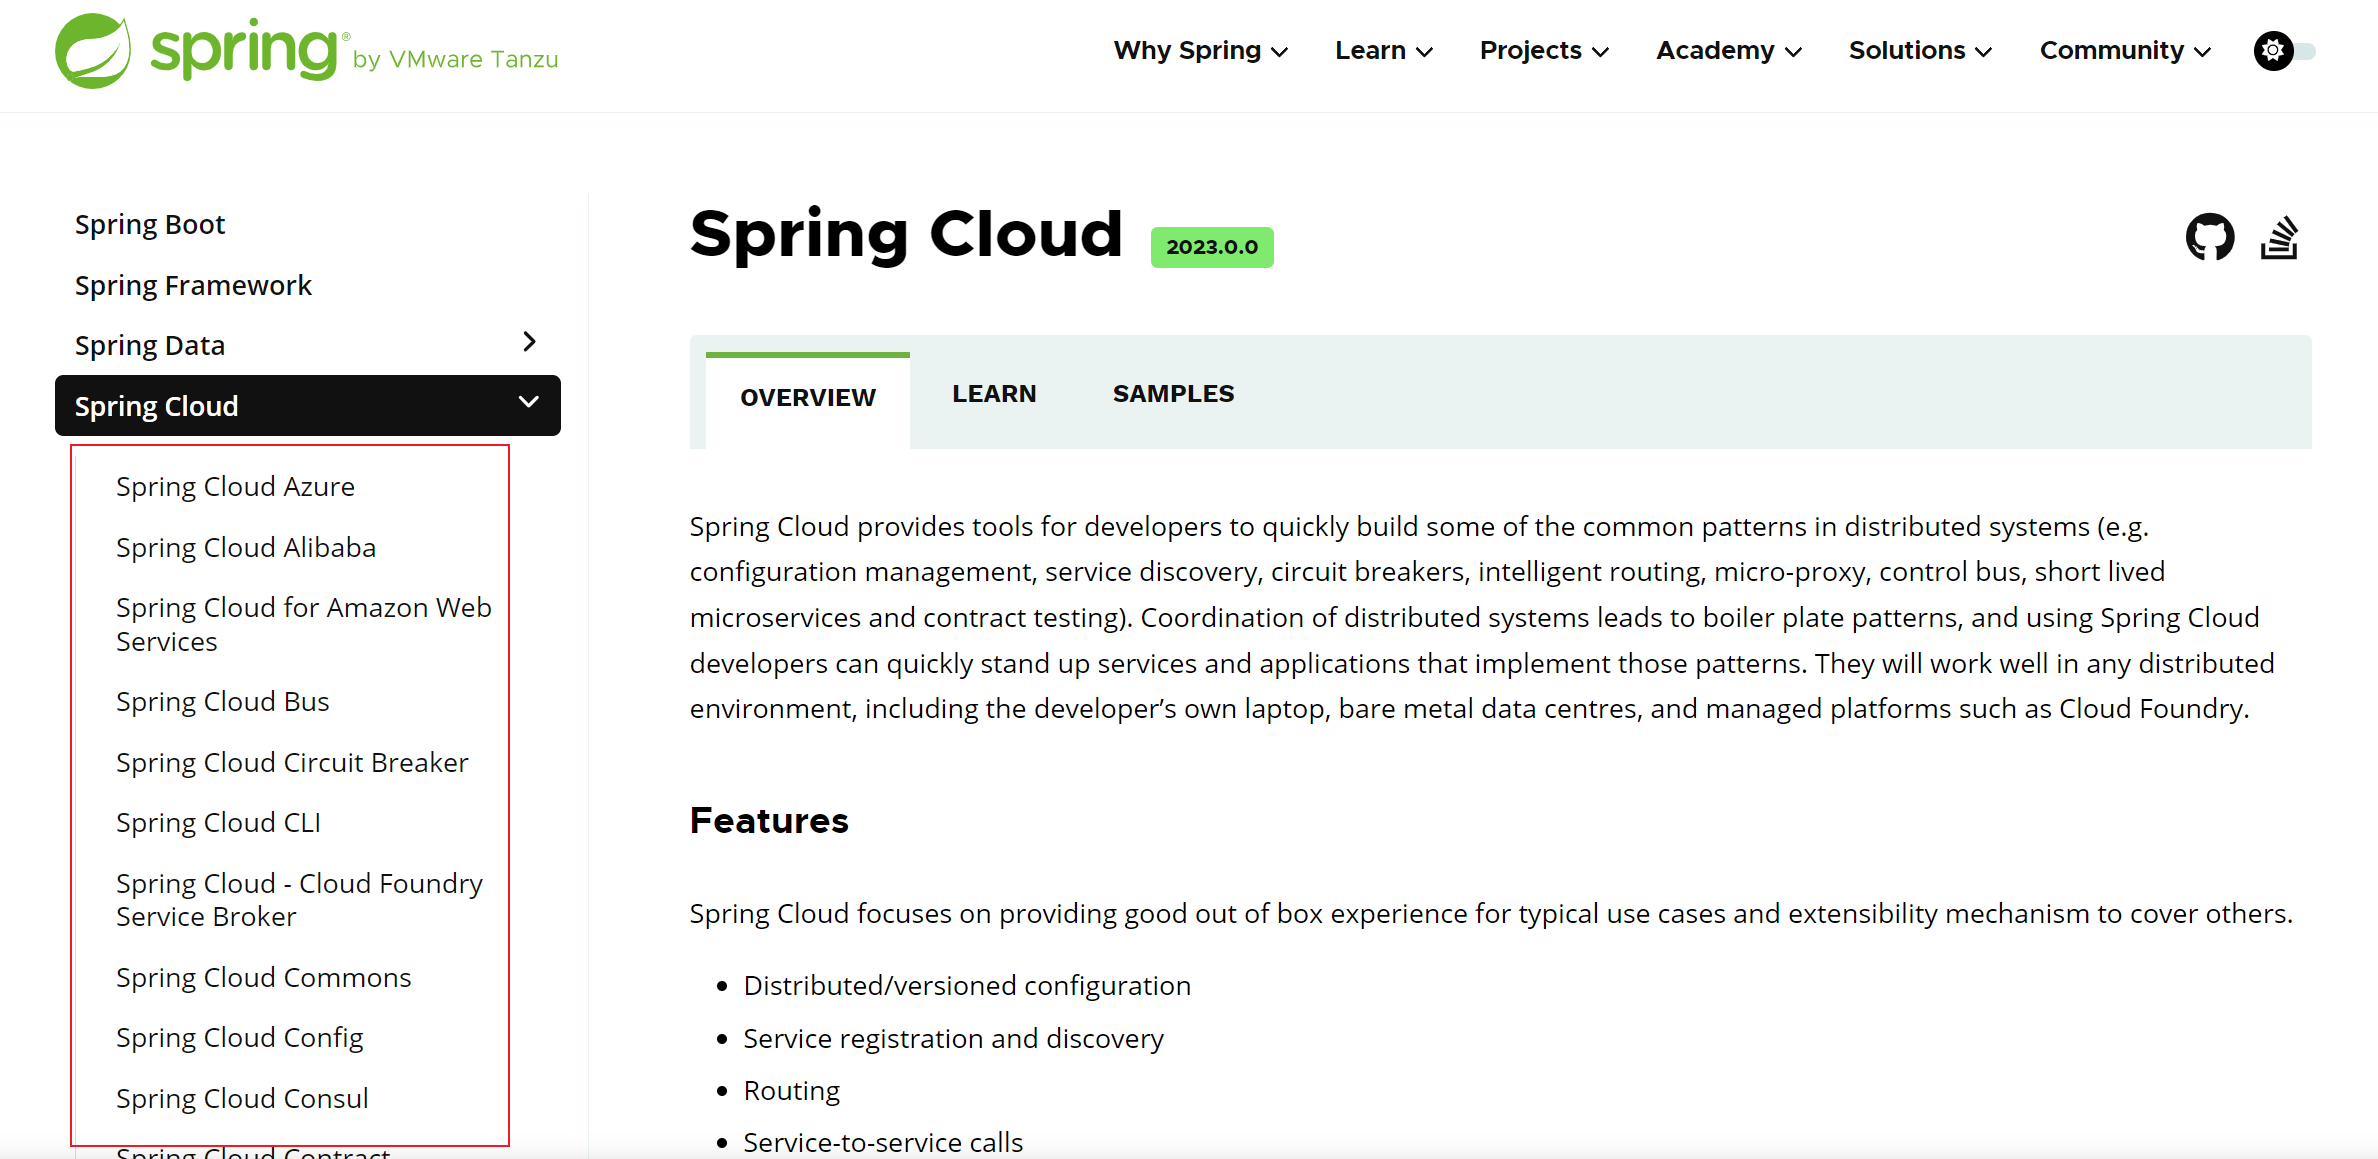 spring® by VMware Tanzu
Why Spring
Learn
Projects
Academy
Solutions
Community
Spring Boot
Spring Framework
Spring Data
Spring Cloud
Spring Cloud Azure
Spring Cloud Alibaba
Spring Cloud for Amazon Web
Services
Spring Cloud Bus
Spring Cloud Circuit Breaker
Spring Cloud CLI
Spring Cloud - Cloud Foundry
Service Broker
Spring Cloud Commons
Spring Cloud Config
Spring Cloud Consul
Spring Cloud Contract
Spring Cloud 2023.0.0
OVERVIEW
LEARN
SAMPLES
Spring Cloud provides tools for developers to quickly build some of the common patterns in distributed systems (e.g.
configuration management, service discovery, circuit breakers, intelligent routing, micro-proxy, control bus, short lived
microservices and contract testing). Coordination of distributed systems leads to boiler plate patterns, and using Spring Cloud
developers can quickly stand up services and applications that implement those patterns. They will work well in any distributed
environment, including the developer’s own laptop, bare metal data centres, and managed platforms such as Cloud Foundry.
Features
Spring Cloud focuses on providing good out of box experience for typical use cases and extensibility mechanism to cover others.
• Distributed/versioned configuration
• Service registration and discovery
• Routing
• Service-to-service calls